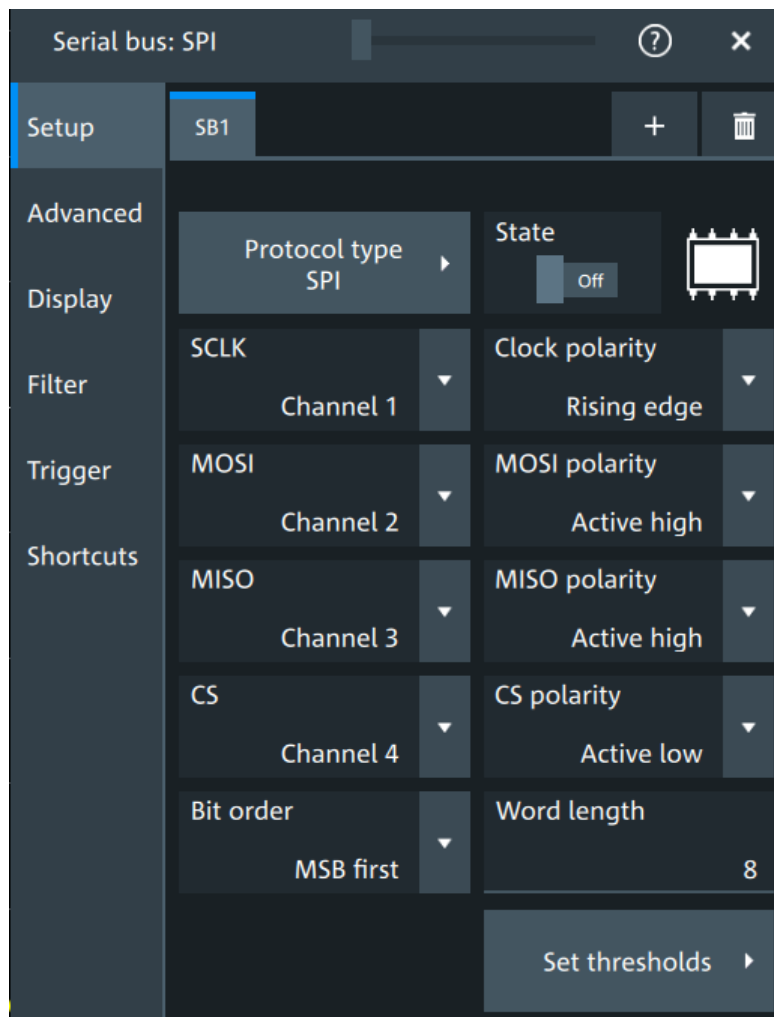 Serial bus: SPI
?
Setup
SB1
+
Advanced
Protocol type
SPI
State
Off
Display
SCLK
Channel 1
Clock polarity
Rising edge
Filter
MOSI
Channel 2
MOSI polarity
Active high
Trigger
Shortcuts
MISO
Channel 3
MISO polarity
Active high
CS
Channel 4
CS polarity
Active low
Bit order
MSB first
Word length
8
Set thresholds